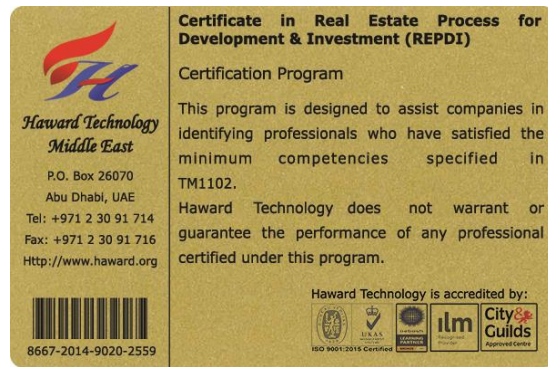 Haward Technology
Middle East
P.O. Box 26070
Abu Dhabi, UAE
Tel: +971 2 30 91 714
Fax: +971 2 30 91 716
Http://www.haward.org
8667-2014-9020-2559
Certificate in Real Estate Process for
Development & Investment (REPDI)
Certification Program
This program is designed to assist companies in
identifying professionals who have satisfied the
minimum competencies specified in
TM1102.
Haward Technology does not warrant or
guarantee the performance of any professional
certified under this program.
Haward Technology is accredited by:
UKAS
ISO 9001:2015 Certified
ilm
City&
Guilds
Approved Centre